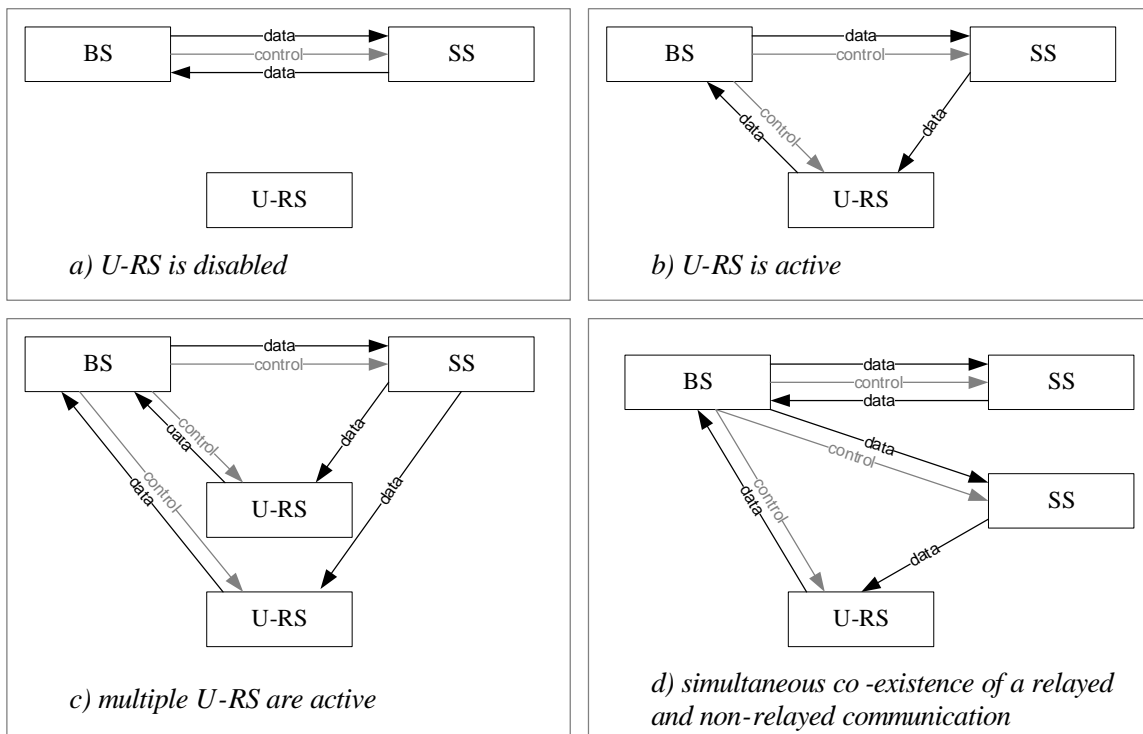 BS
data
control
data
SS
U-RS
a) U-RS is disabled
BS
data
control
SS
control
data
data
U-RS
b) U-RS is active
BS
data
control
SS
control
data
data
control
data
data
U-RS
U-RS
c) multiple U-RS are active
BS
data
control
data
SS
data
control
SS
control
data
data
U-RS
d) simultaneous co -existence of a relayed
and non-relayed communication